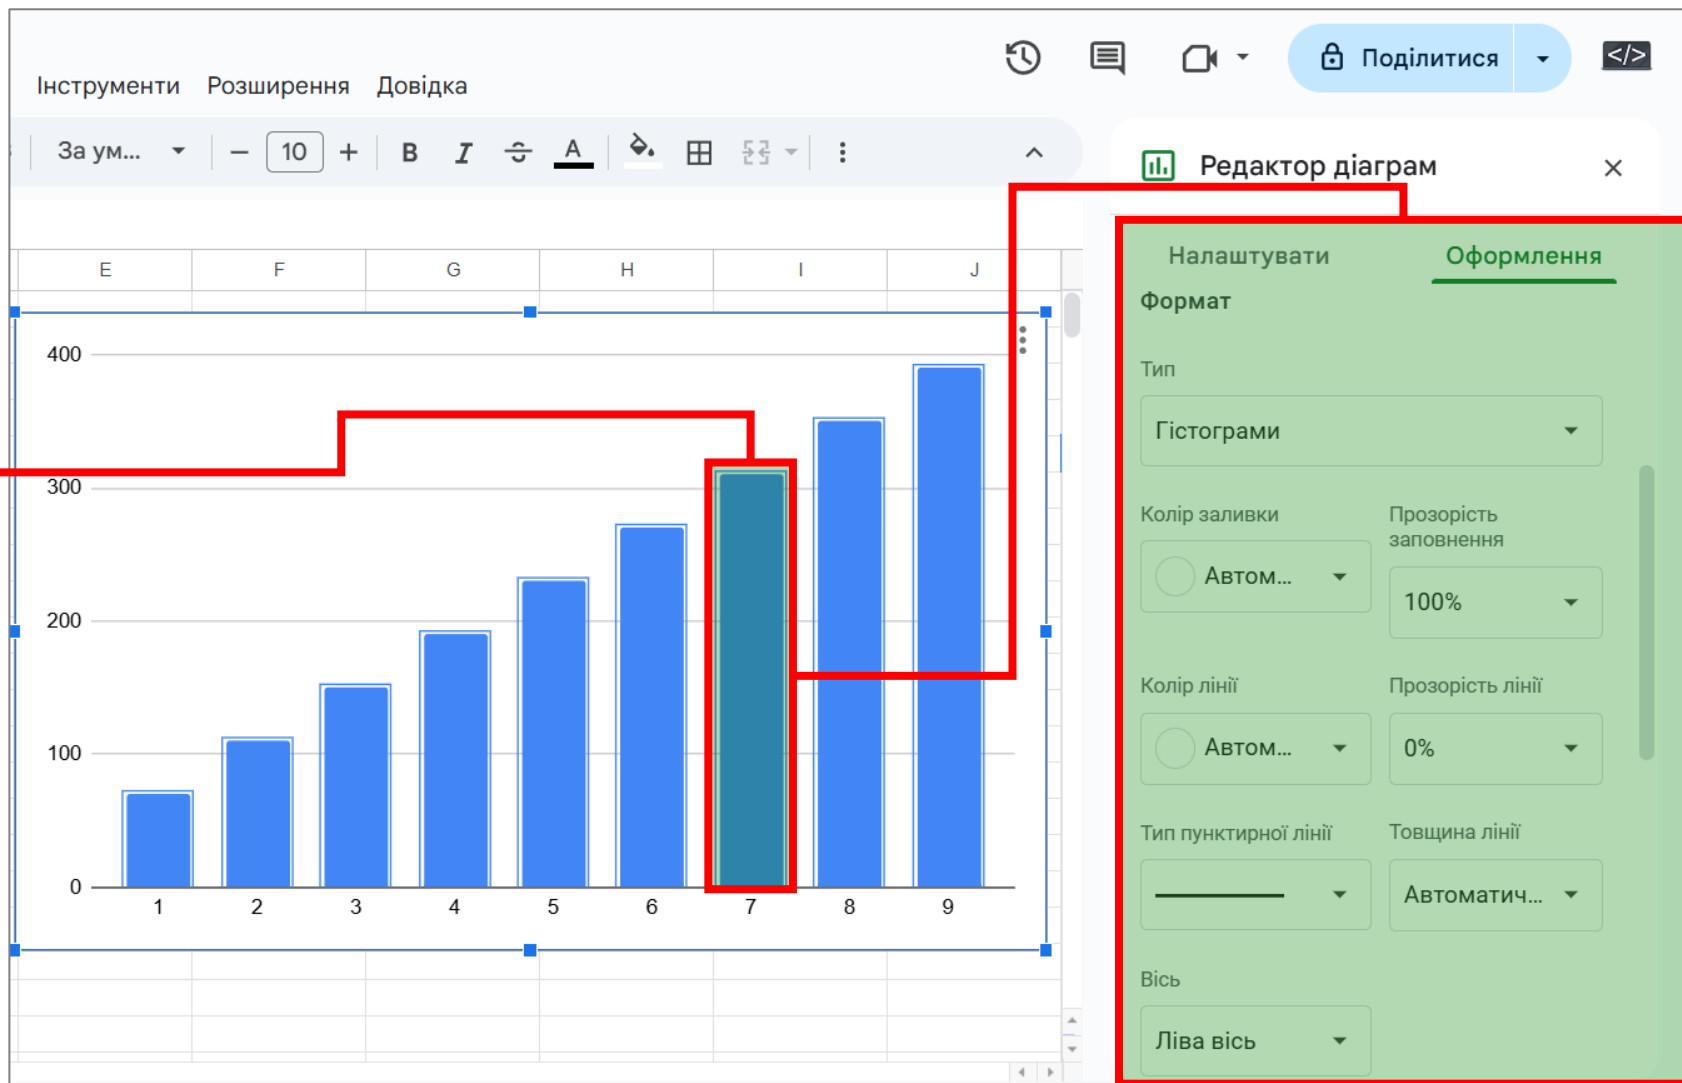 Поділитися
</>
Інструменти Розширення Довідка
За ум... – 10 + B I S A
Редактор діаграм
Налаштувати Оформлення
E F G H I J
Формат
400
Тип
Гістограми
300
Колір заливки Прозорість
заповнення
Автом...
100%
200
Колір лінії Прозорість лінії
Автом... 0%
100
Тип пунктирної лінії Товщина лінії
Автоматич...
0
1 2 3 4 5 6 7 8 9
Вісь
Ліва вісь